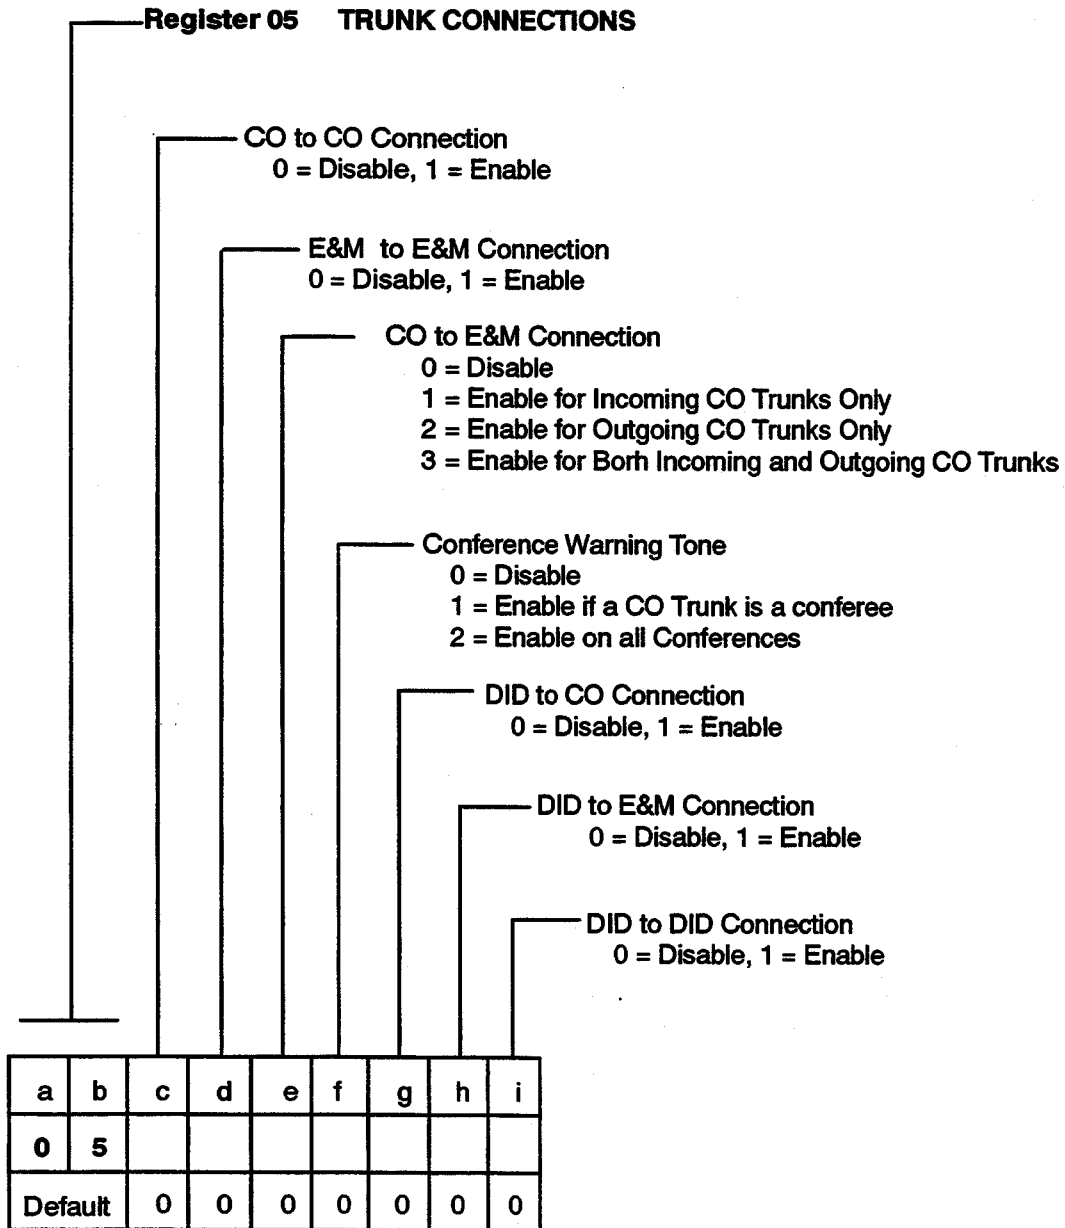 Register 05 TRUNK CONNECTIONS
CO to CO Connection
0 = Disable, 1 = Enable
E&M to E&M Connection
0 = Disable, 1 = Enable
CO to E&M Connection
0 = Disable
1 = Enable for Incoming CO Trunks Only
2 = Enable for Outgoing CO Trunks Only
3 = Enable for Borh Incoming and Outgoing CO Trunks
Conference Warning Tone
0 = Disable
1 = Enable if a CO Trunk is a conferee
2 = Enable on all Conferences
DID to CO Connection
0 = Disable, 1 = Enable
DID to E&M Connection
0 = Disable, 1 = Enable
DID to DID Connection
0 = Disable, 1 = Enable
a b c d e f g h i
0 5
Default 0 0 0 0 0 0 0